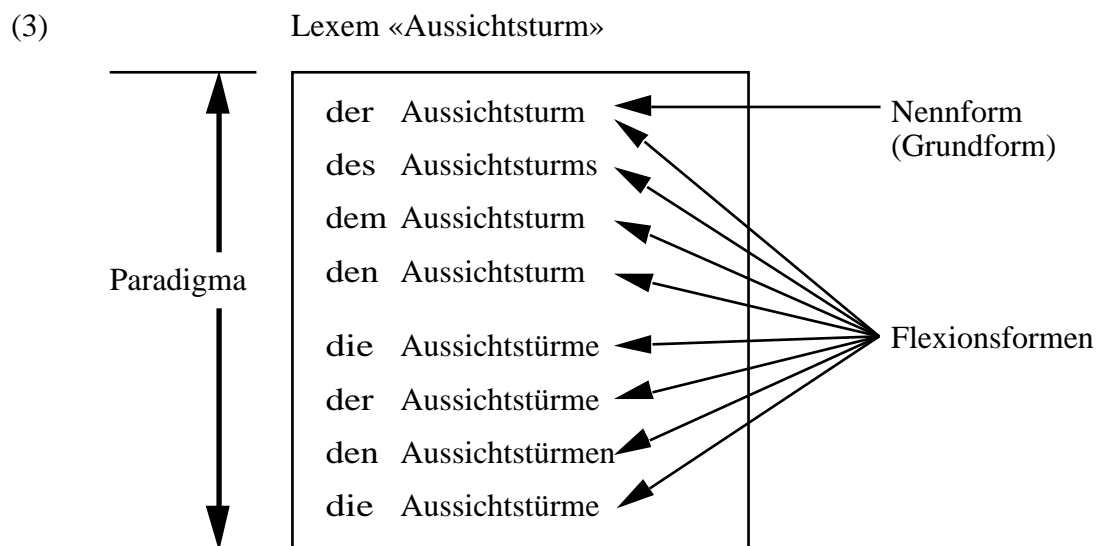 (3) Lexem «Aussichtsturm»
der Aussichtsturm
des Aussichtsturms
dem Aussichtsturm
den Aussichtsturm
die Aussichtstürme
der Aussichtstürme
den Aussichtstürmen
die Aussichtstürme
Paradigma
Nennform
(Grundform)
Flexionsformen